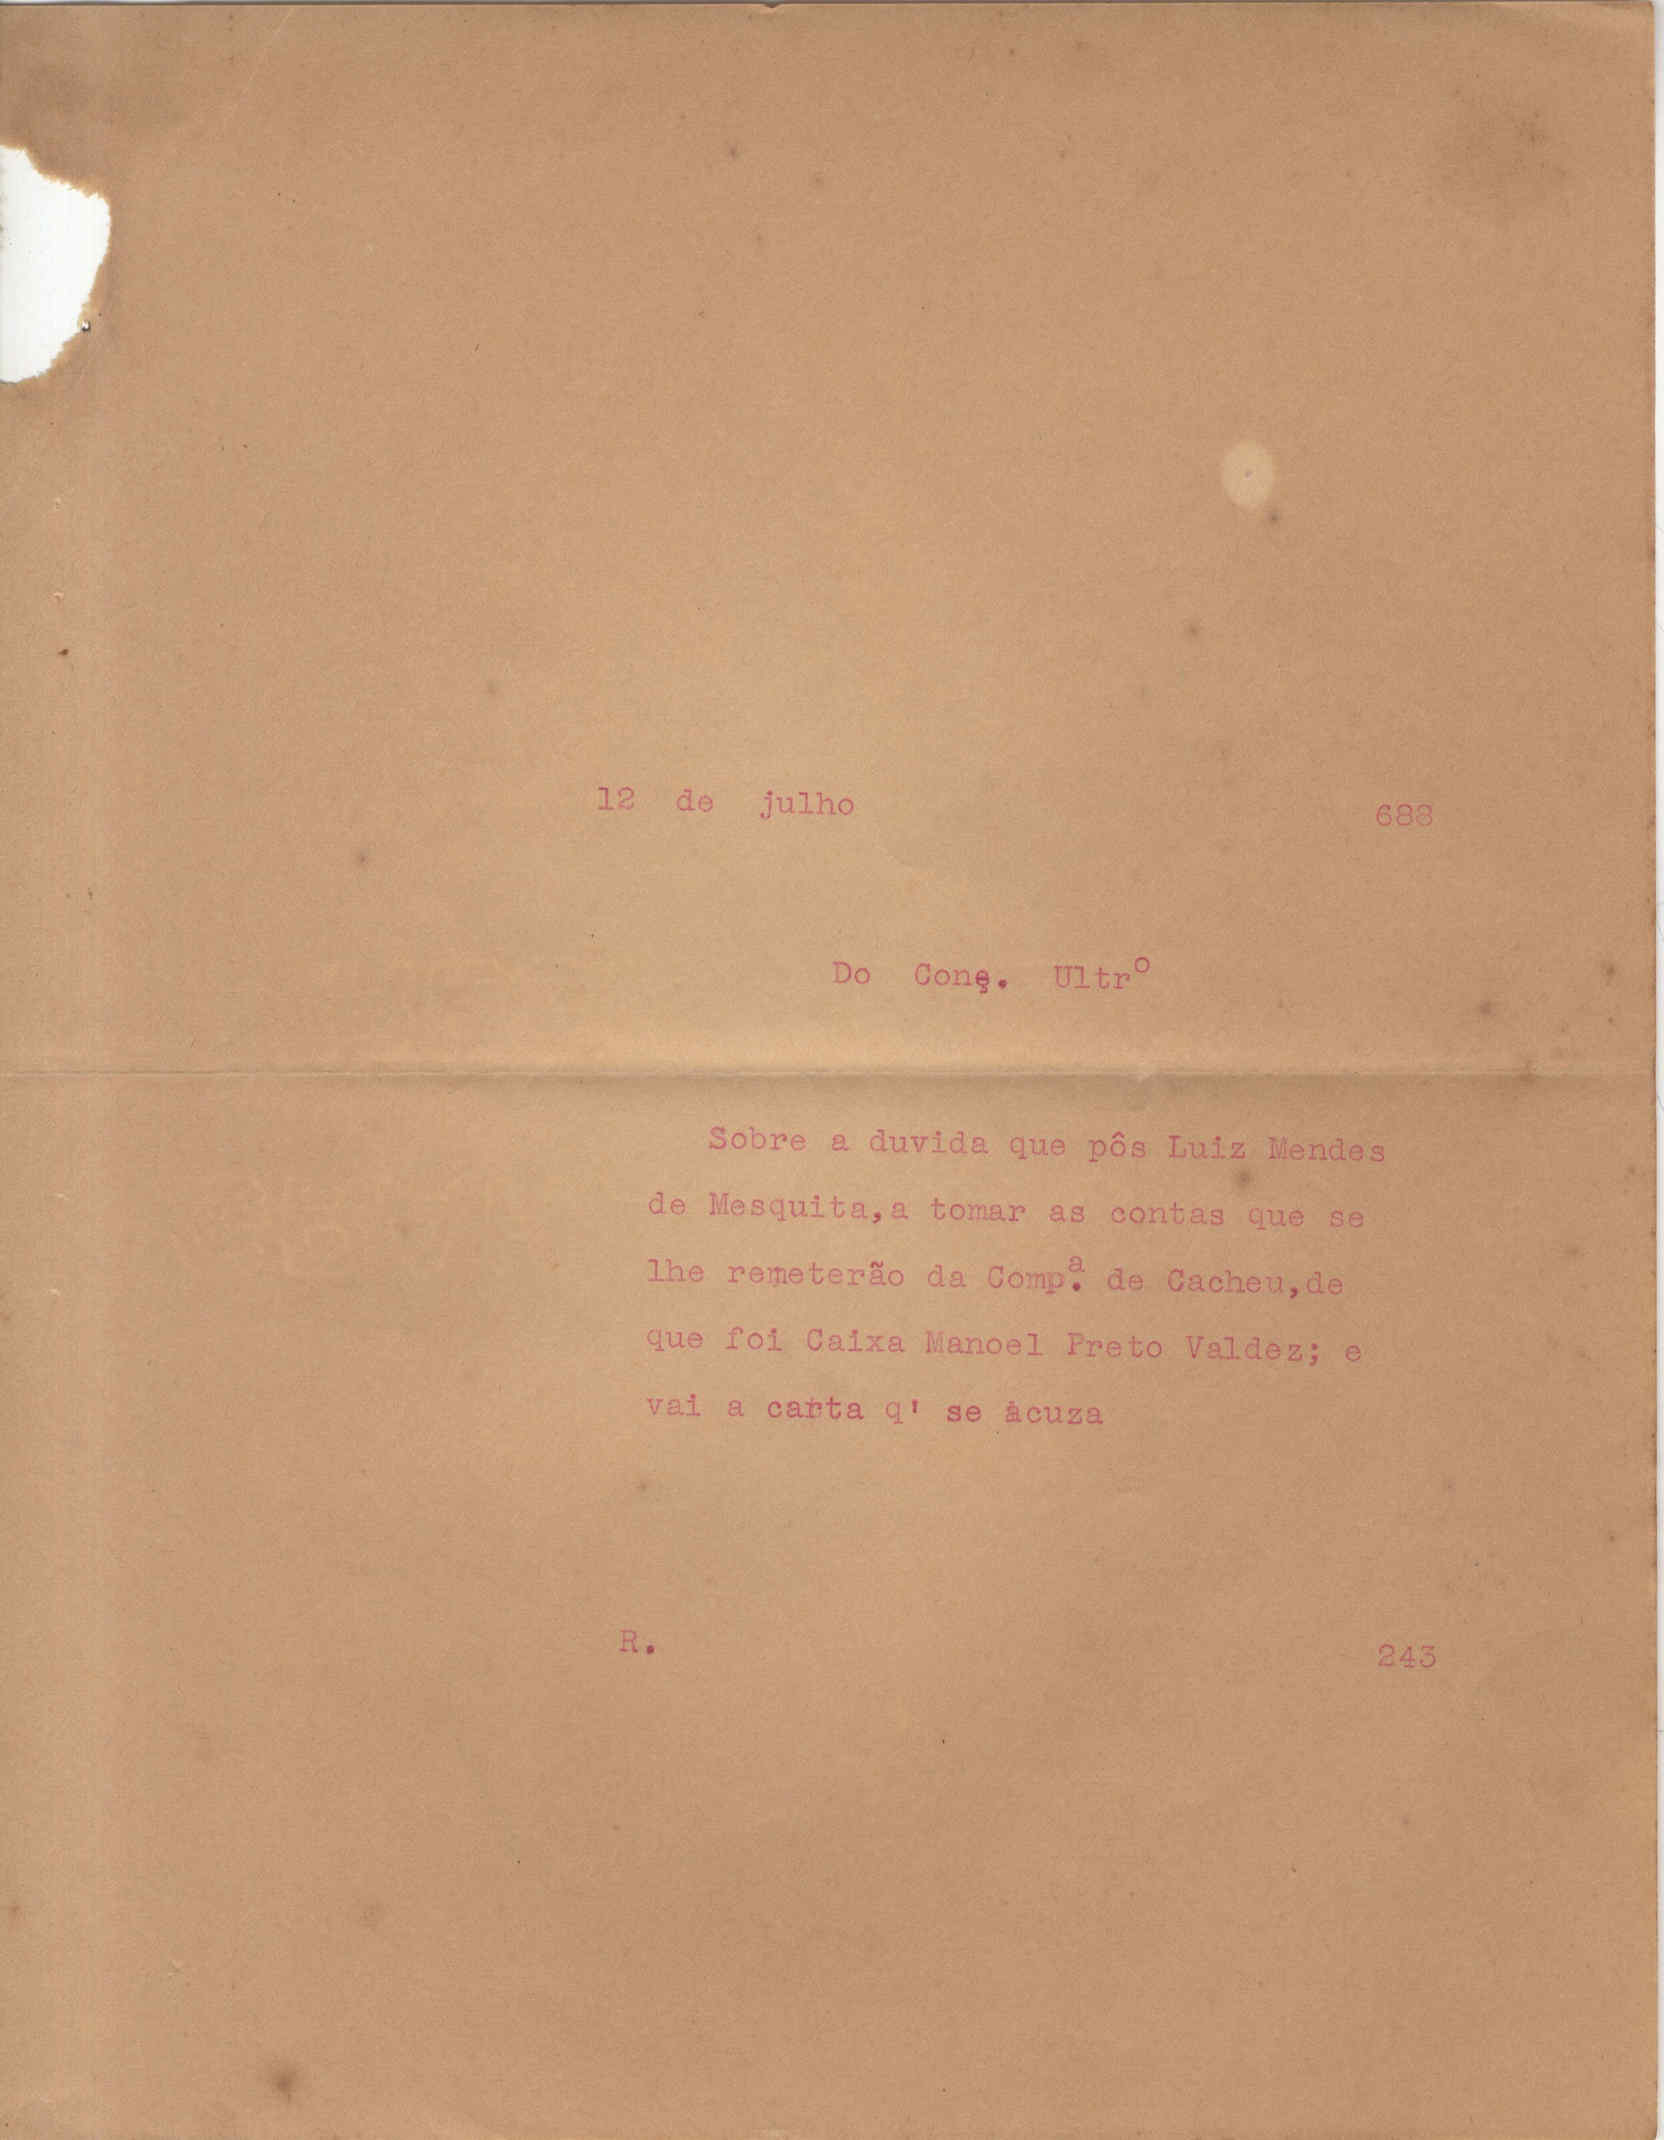 12 de julho 688
Do Conç. Ultrº
Sobre a duvida que pôs Luiz Mendes
de Mesquita,a tomar as contas que se
lhe remeterão da Comp.ª de Cacheu,de
que foi Caixa Manoel Preto Valdez; e
vai a carta q' se àcuza
R. 243